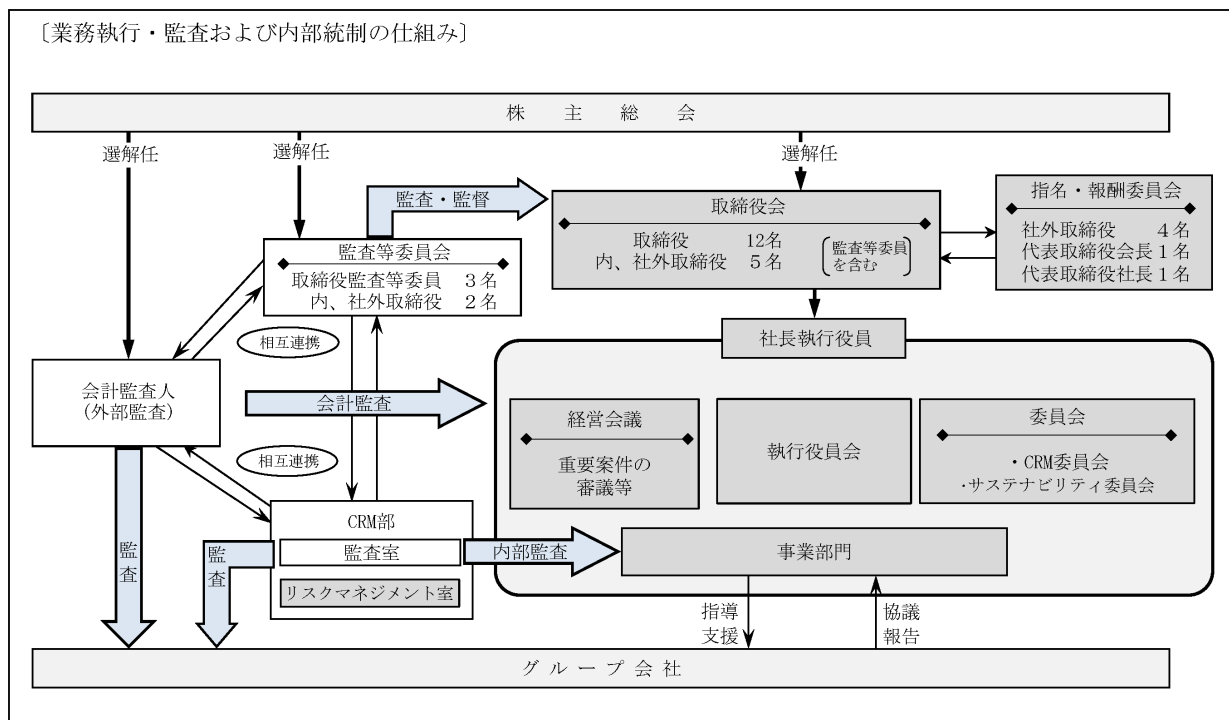 〔業務執行・監査および内部統制の仕組み〕
株主総会
選解任
選解任
選解任
監査・監督
取締役会
取締役 12名
内、社外取締役 5名
監査等委員
を含む
指名・報酬委員会
社外取締役 4名
代表取締役会長1名
代表取締役社長1名
監査等委員会
取締役監査等委員 3名
内、社外取締役 2名
相互連携
社長執行役員
会計監査人
(外部監査)
会計監査
経営会議
重要案件の
審議等
執行役員会
委員会
・CRM委員会
・サステナビリティ委員会
相互連携
CRM部
監査室
リスクマネジメント室
内部監査
事業部門
監査
監査
指導
支援
協議
報告
グループ会社